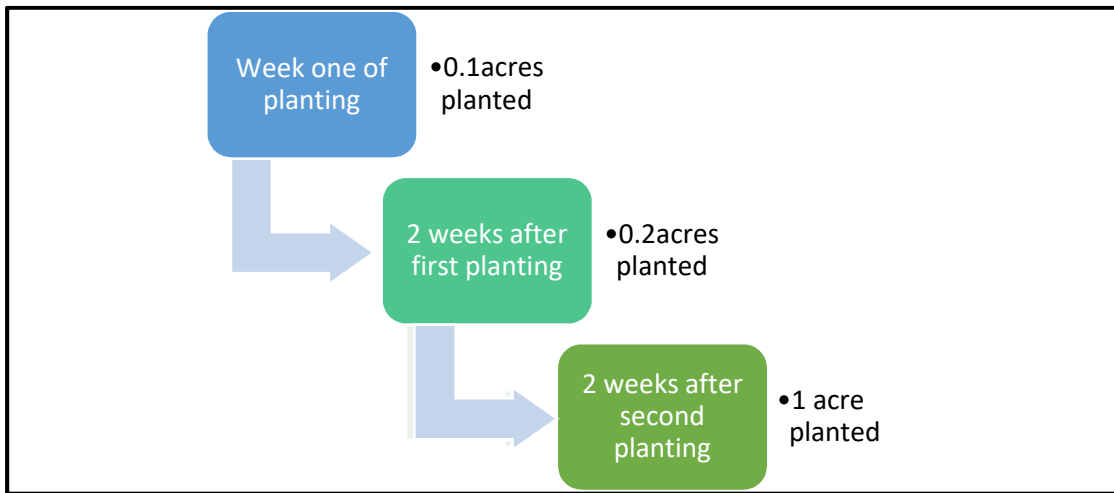 Week one of
planting
•0.1acres
planted
2 weeks after
first planting
•0.2acres
planted
2 weeks after
second
planting
•1 acre
planted